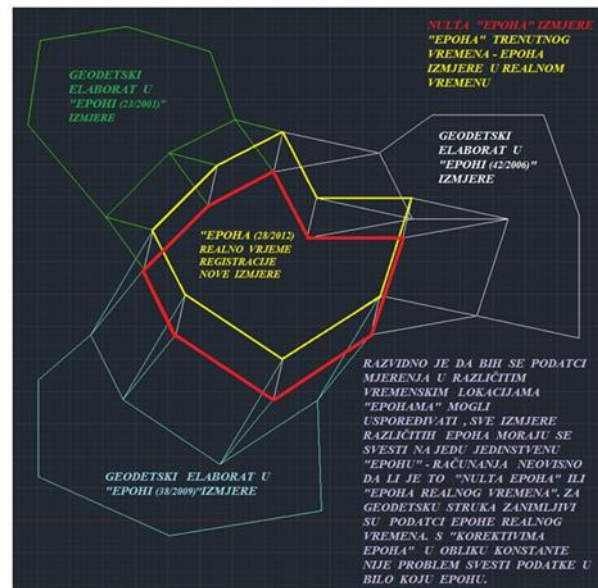 NULTA "EPOHA" IZMJERE
"EPOHA" TRENUTNOG
VREMENA - EPOHA
IZMJERE U REALNOM
VREMENU
GEODETSKI
ELABORAT U
"EPOHI (23/2001)"
IZMJERE
GEODETSKI
ELABORAT U
"EPOHI (42/2006)"
IZMJERE
"EPOHA (28/2012)
REALNO VRIJEME
REGISTRACIJE
NOVE IZMJERE
GEODETSKI ELABORAT U
"EPOHI (38/2009)"IZMJERE
RAZVIDNO JE DA BIH SE PODATCI
MJERENJA U RAZLIČITIM
VREMENSKIM LOKACIJAMA
"EPOHAMA" MOGLI
USPOREĐIVATI , SVE IZMJERE
RAZLIČITIH EPOHA MORAJU SE
SVESTI NA JEDU JEDINSTVENU
"EPOHU" - RAČUNANJA NEOVISNO
DA LI JE TO "NULTA EPOHA" ILI
"EPOHA REALNOG VREMENA". ZA
GEODETSKU STRUKA ZANIMLJIVI
SU PODATCI EPOHE REALNOG
VREMENA. S "KOREKTIVIMA
EPOHA" U OBLIKU KONSTANTE
NIJE PROBLEM SVESTI PODATKE U
BILO KOJU EPOHU.